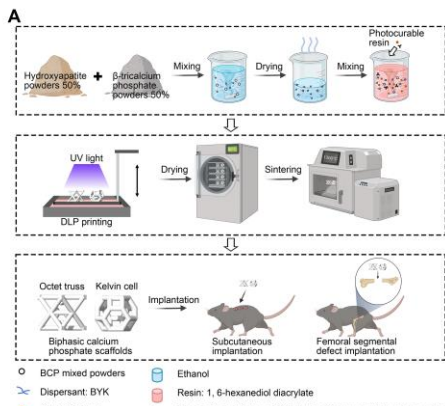 A
Hydroxyapatite
powders 50%
β-tricalcium
phosphate
powders 50%
Mixing
Drying
Mixing
Photocurable
resin
UV light
DLP printing
Drying
Sintering
Octet truss
Kelvin cell
Biphasic calcium
phosphate scaffolds
Implantation
Subcutaneous
implantation
Femoral segmental
defect implantation
BCP mixed powders
Ethanol
Dispersant: BYK
Resin: 1, 6-hexanediol diacrylate